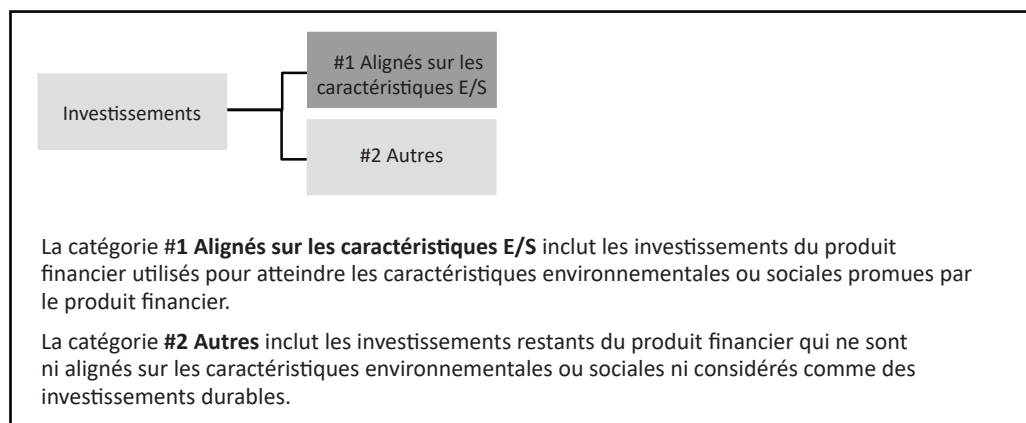 #1 Alignés sur les
caractéristiques E/S
Investissements
#2 Autres
La catégorie #1 Alignés sur les caractéristiques E/S inclut les investissements du produit
financier utilisés pour atteindre les caractéristiques environnementales ou sociales promues par
le produit financier.
La catégorie #2 Autres inclut les investissements restants du produit financier qui ne sont
ni alignés sur les caractéristiques environnementales ou sociales ni considérés comme des
investissements durables.